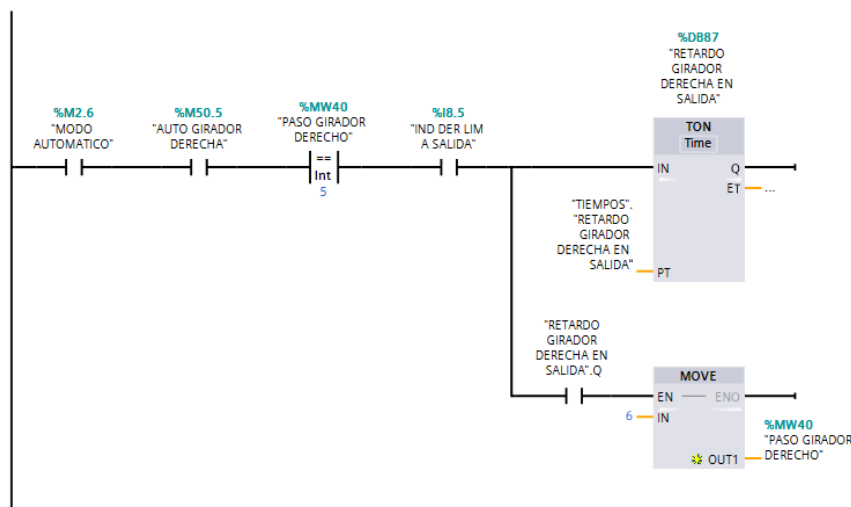 %DB87
"RETARDO
GIRADOR
DERECHA EN
SALIDA"
%M2.6
"MODO
AUTOMATICO"
%M50.5
"AUTO GIRADOR
DERECHA"
%MW40
"PASO GIRADOR
DERECHO"
==
Int
5
%I8.5
"IND DER LIM
A SALIDA"
TON
Time
IN
Q
ET
...
"TIEMPOS".
"RETARDO
GIRADOR
DERECHA EN
SALIDA"
PT
"RETARDO
GIRADOR
DERECHA EN
SALIDA".Q
MOVE
EN
ENO
6
IN
OUT1
%MW40
"PASO GIRADOR
DERECHO"